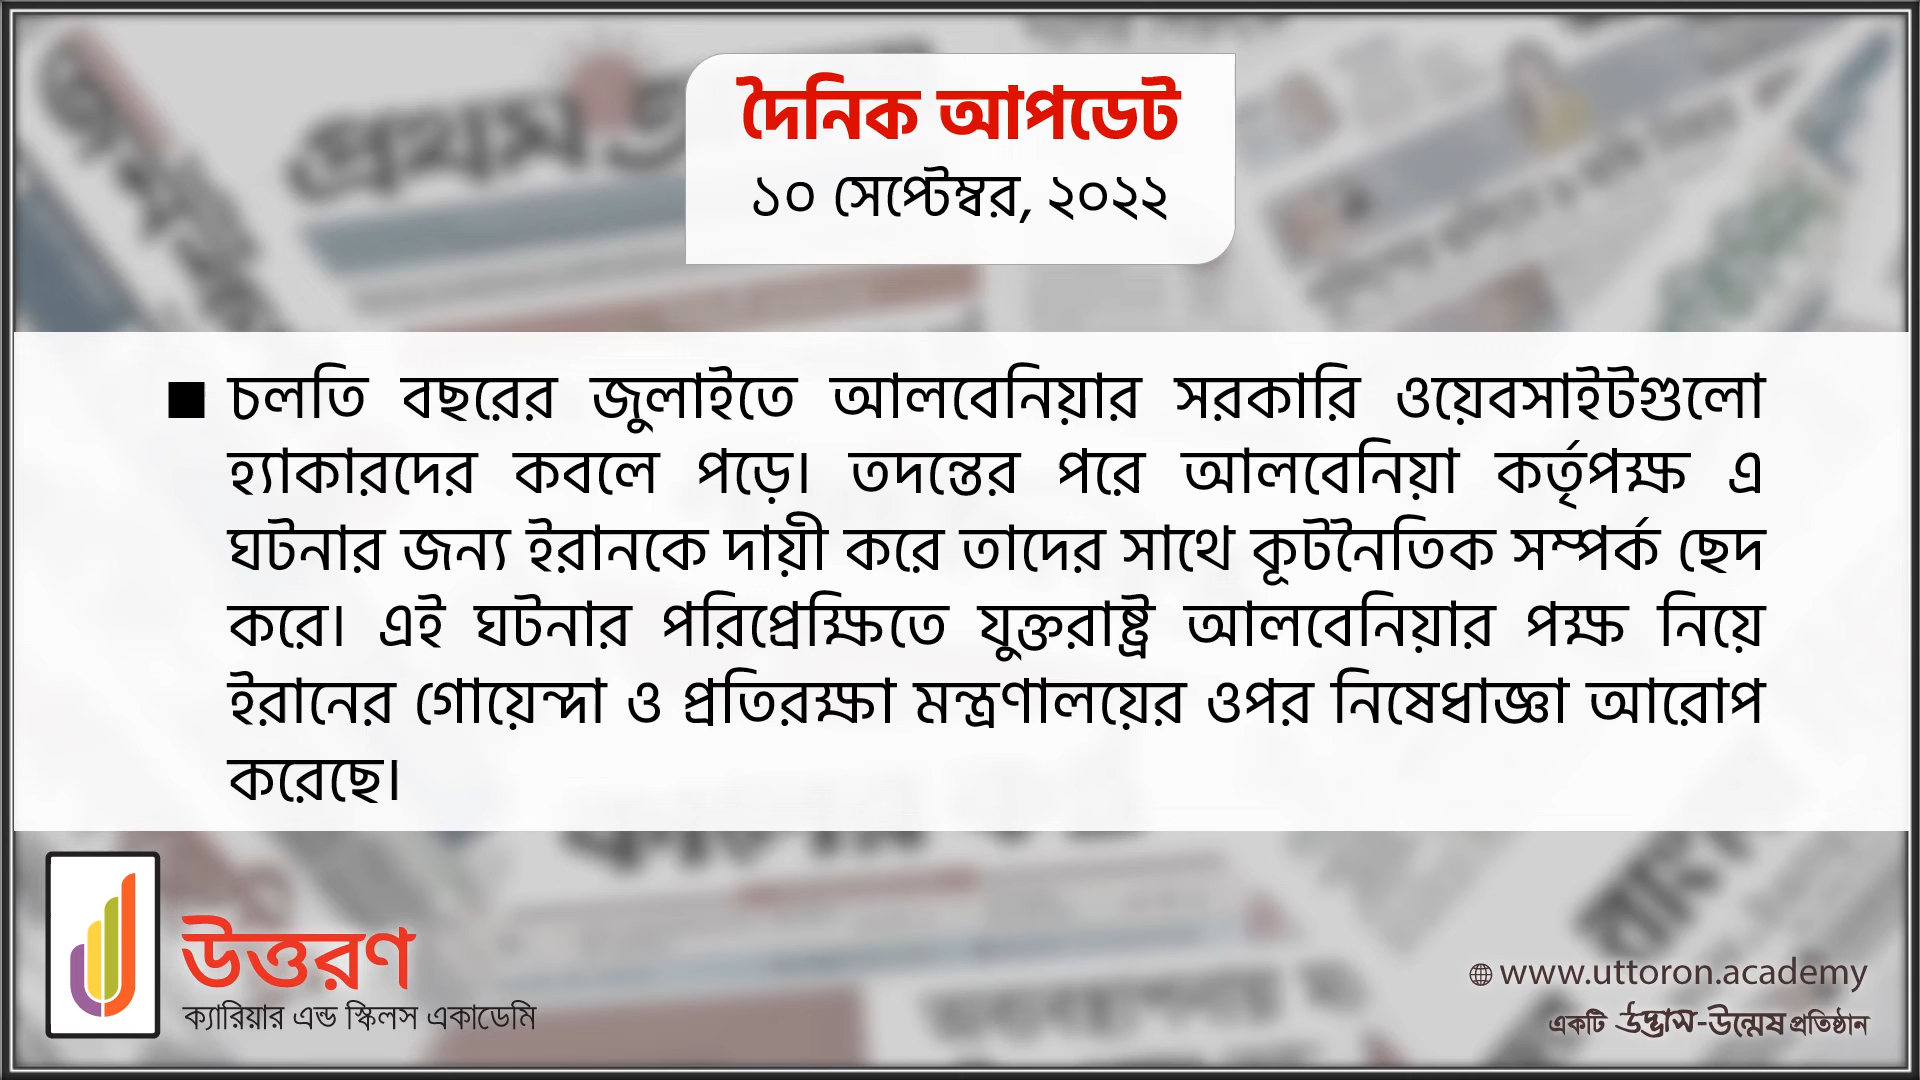 দৈনিক আপডেট
১০ সেপ্টেম্বর, ২০২২
■ চলতি বছরের জুলাইতে আলবেনিয়ার সরকারি ওয়েবসাইটগুলো
হ্যাকারদের কবলে পড়ে। তদন্তের পরে আলবেনিয়া কর্তৃপক্ষ এ
ঘটনার জন্য ইরানকে দায়ী করে তাদের সাথে কূটনৈতিক সম্পর্ক ছেদ
করে। এই ঘটনার পরিপ্রেক্ষিতে যুক্তরাষ্ট্র আলবেনিয়ার পক্ষ নিয়ে
ইরানের গোয়েন্দা ও প্রতিরক্ষা মন্ত্রণালয়ের ওপর নিষেধাজ্ঞা আরোপ
করেছে।
উত্তরণ
ক্যারিয়ার এন্ড স্কিলস একাডেমি
www.uttoron.academy
একটি উদ্ভাস-উন্মেষ প্রতিষ্ঠান